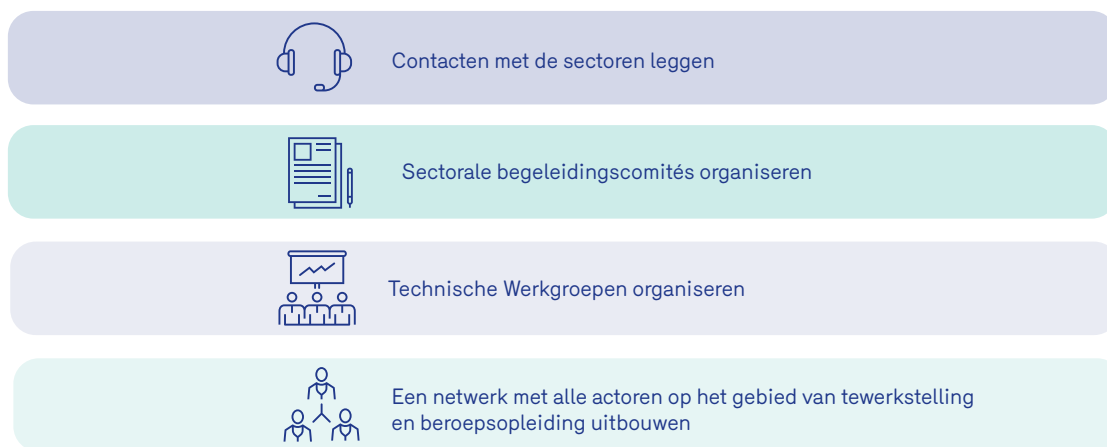 Contacten met de sectoren leggen
Sectorale begeleidingscomités organiseren
Technische Werkgroepen organiseren
Een netwerk met alle actoren op het gebied van tewerkstelling
en beroepsopleiding uitbouwen